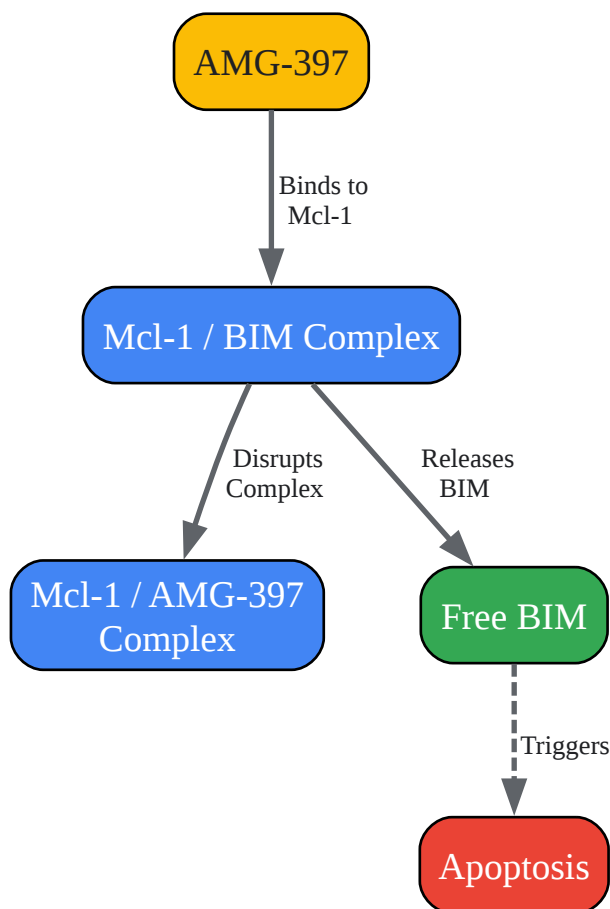 AMG-397
Binds to
Mcl-1
Mcl-1 / BIM Complex
Disrupts
Complex
Releases
BIM
Mcl-1 / AMG-397
Complex
Free BIM
Triggers
Apoptosis